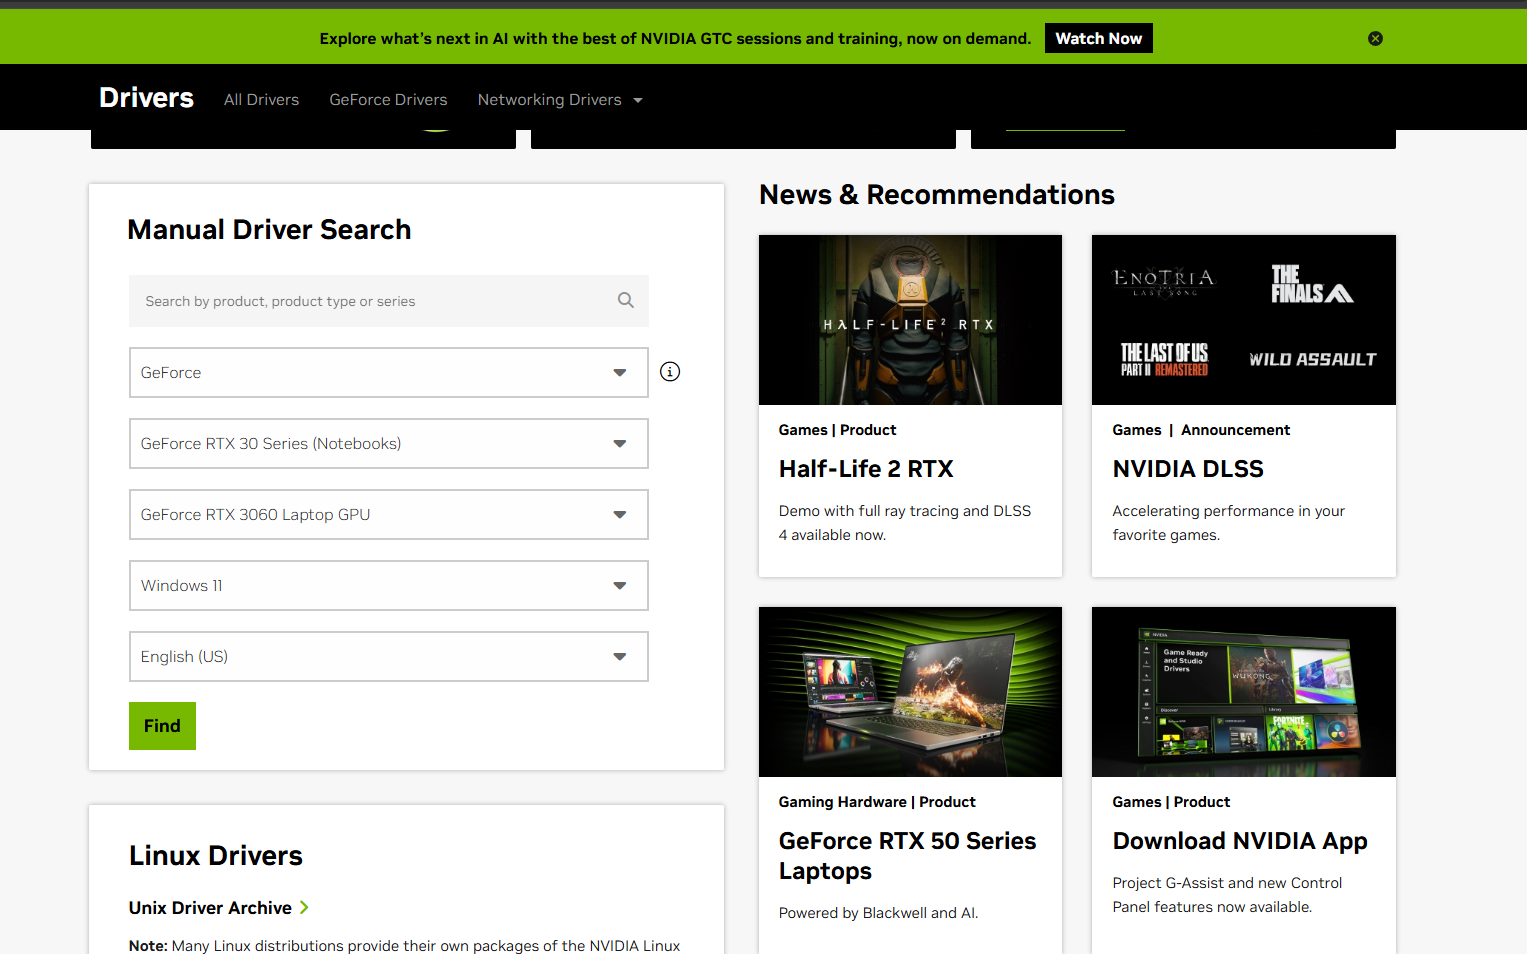 Explore what's next in AI with the best of NVIDIA GTC sessions and training, now on demand. Watch Now
Drivers All Drivers GeForce Drivers Networking Drivers
Manual Driver Search
Search by product, product type or series
GeForce
GeForce RTX 30 Series (Notebooks)
GeForce RTX 3060 Laptop GPU
Windows 11
English (US)
Find
Linux Drivers
Unix Driver Archive
Note: Many Linux distributions provide their own packages of the NVIDIA Linux
News & Recommendations
HALF-LIFE 2 RTX
Games | Product
Half-Life 2 RTX
Demo with full ray tracing and DLSS
4 available now.
ENOTRIA
LAST SONG
THE
FINALS
THE LAST OF US
PART II REMASTERED
WILD ASSAULT
Games | Announcement
NVIDIA DLSS
Accelerating performance in your
favorite games.
Gaming Hardware | Product
GeForce RTX 50 Series
Laptops
Powered by Blackwell and AI.
NVIDIA
Game Ready
and Studio
Drivers
WUKONG
Discover
Library
FORTNITE
Games | Product
Download NVIDIA App
Project G-Assist and new Control
Panel features now available.